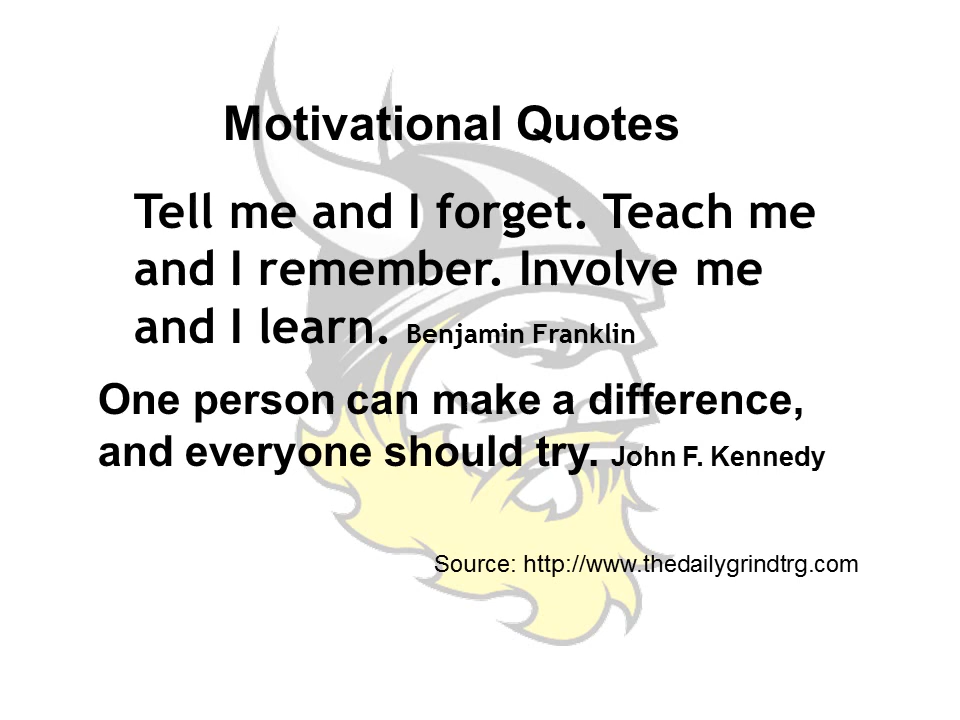 Motivational Quotes
Tell me and I forget. Teach me
and I remember. Involve me
and I learn. Benjamin Franklin
One person can make a difference,
and everyone should try. John F. Kennedy
Source: http://www.thedailygrindtrg.com